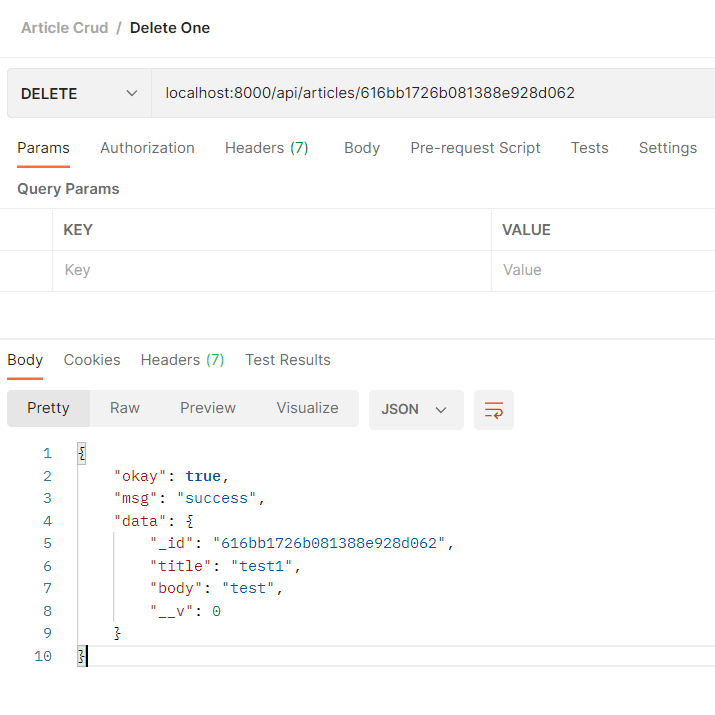 Article Crud / Delete One
DELETE localhost:8000/api/articles/616bb1726b081388e928d062
Params Authorization Headers (7) Body Pre-request Script Tests Settings
Query Params
KEY VALUE
Key Value
Body Cookies Headers (7) Test Results
Pretty Raw Preview Visualize JSON
1 {
2 "okay": true,
3 "msg": "success",
4 "data": {
5 "_id": "616bb1726b081388e928d062",
6 "title": "test1",
7 "body": "test",
8 "__v": 0
9 }
10 }